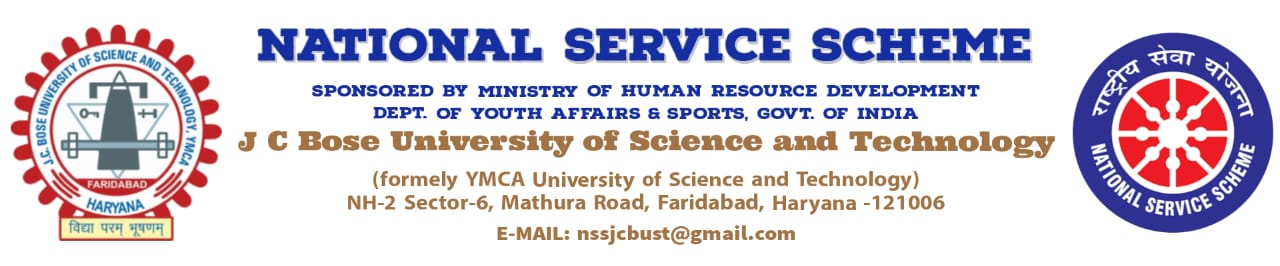 J.C. BOSE UNIVERSITY OF SCIENCE AND TECHNOLOGY, YMCA
FARIDABAD
HARYANA
विद्या परम् भूषणम्
NATIONAL SERVICE SCHEME
SPONSORED BY MINISTRY OF HUMAN RESOURCE DEVELOPMENT
DEPT. OF YOUTH AFFAIRS & SPORTS, GOVT. OF INDIA
J C Bose University of Science and Technology
(formely YMCA University of Science and Technology)
NH-2 Sector-6, Mathura Road, Faridabad, Haryana -121006
E-MAIL: nssjcbust@gmail.com
राष्ट्रीय सेवा योजना
NATIONAL SERVICE SCHEME